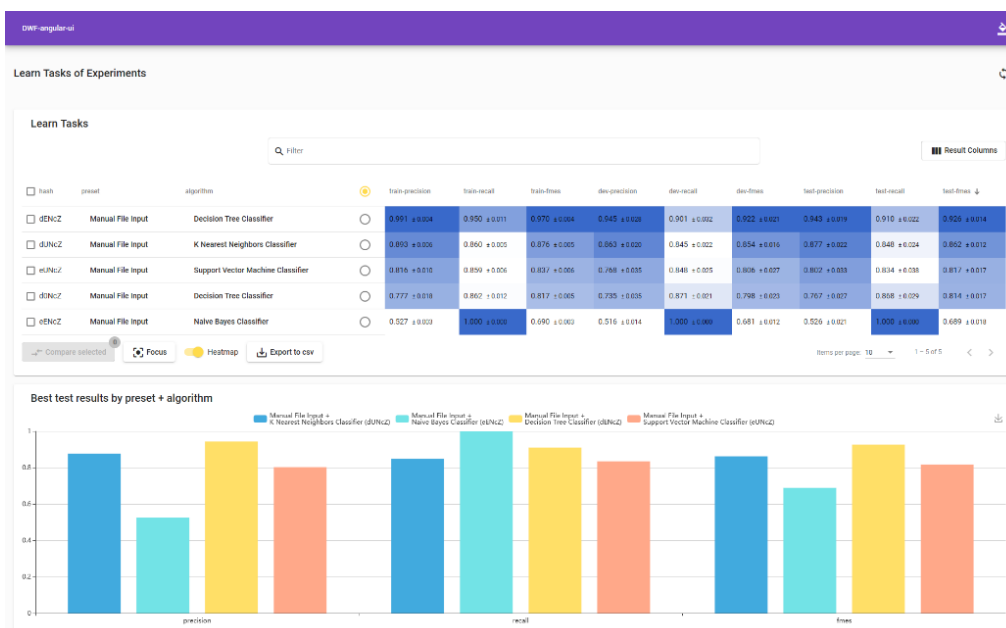 DWF-angular-ui
Learn Tasks of Experiments
Learn Tasks
Filter
Result Columns
hash preset algorithm train-precision train-recall train-fmes dev-precision dev-recall dev-fmes test-precision test-recall test-fmes
dENcZ Manual File Input Decision Tree Classifier 0.991 ±0.004 0.950 ±0.011 0.970 ±0.004 0.945 ±0.028 0.901 ±0.032 0.922 ±0.021 0.943 ±0.019 0.910 ±0.022 0.926 ±0.014
dUNcZ Manual File Input K Nearest Neighbors Classifier 0.893 ±0.006 0.860 ±0.005 0.876 ±0.005 0.863 ±0.020 0.845 ±0.022 0.854 ±0.016 0.877 ±0.022 0.848 ±0.024 0.862 ±0.012
eUNcZ Manual File Input Support Vector Machine Classifier 0.816 ±0.010 0.859 ±0.006 0.837 ±0.006 0.768 ±0.035 0.848 ±0.025 0.806 ±0.027 0.802 ±0.033 0.834 ±0.038 0.817 ±0.017
d0NcZ Manual File Input Decision Tree Classifier 0.777 ±0.018 0.862 ±0.012 0.817 ±0.005 0.735 ±0.035 0.871 ±0.021 0.798 ±0.023 0.767 ±0.027 0.868 ±0.029 0.814 ±0.017
eENcZ Manual File Input Naive Bayes Classifier 0.527 ±0.003 1.000 ±0.000 0.690 ±0.003 0.516 ±0.014 1.000 ±0.000 0.681 ±0.012 0.526 ±0.021 1.000 ±0.000 0.689 ±0.018
Compare selected 0 Focus Heatmap Export to csv Items per page: 10 1 – 5 of 5
Best test results by preset + algorithm
Manual File Input + Manual File Input + Manual File Input + Manual File Input +
K Nearest Neighbors Classifier (dUNcZ) Naive Bayes Classifier (eENcZ) Decision Tree Classifier (dENcZ) Support Vector Machine Classifier (eUNcZ)
1
0.8
0.6
0.4
0.2
0
precision recall fmes